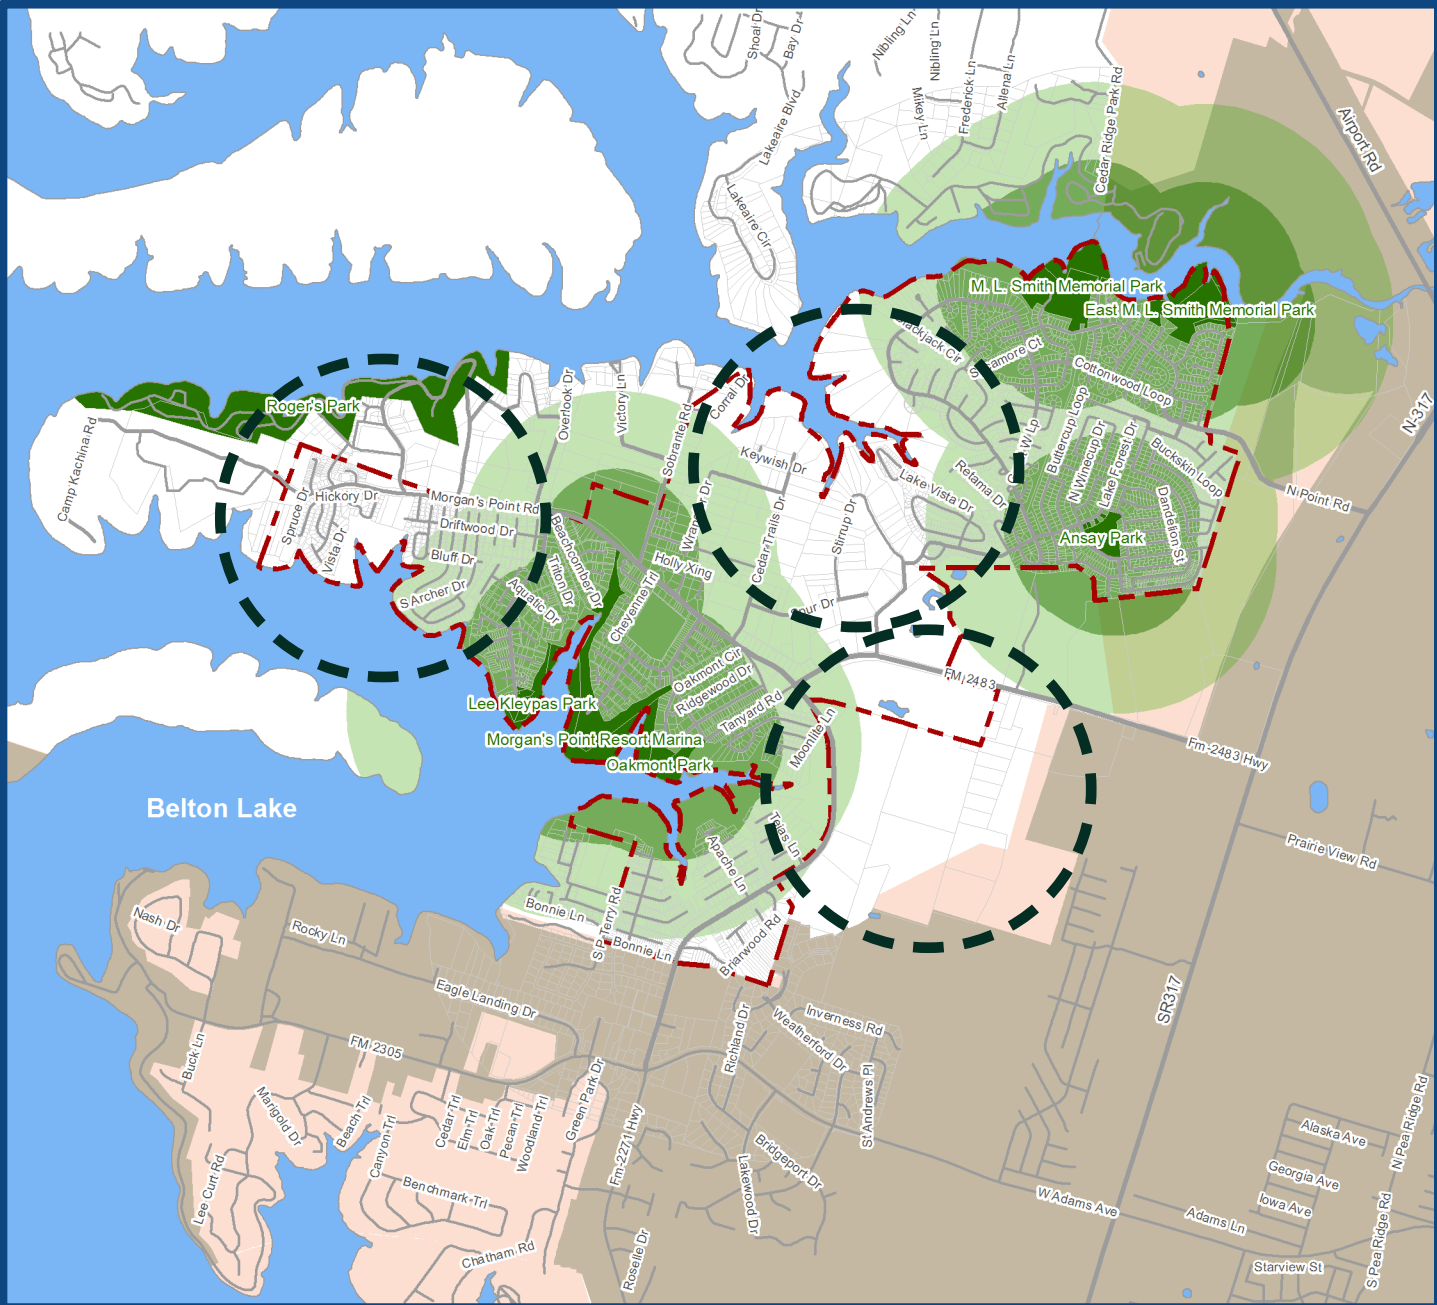 Shoal Dr
Bay Dr
Nibling Ln
Nibling Ln
Mikey Ln
Frederick Ln
Allena Ln
Cedar Ridge Park Rd
Airport Rd
Lakeaire Blvd
Lakeaire Cir
M. L. Smith Memorial Park
East M. L. Smith Memorial Park
Sycamore Ct
Cottonwood Loop
Buttercup Loop
N Winecup Dr
Lake Forest Dr
Buckskin Loop
Dandelion St
Ansay Park
N Point Rd
N-317
Roger's Park
Camp Kachina Rd
Overlook Dr
Victory Ln
Sobrante Rd
Corral Dr
Keywish Dr
Lake Vista Dr
Retama Dr
Spruce Dr
Hickory Dr
Vista Dr
Morgan's Point Rd
Driftwood Dr
Bluff Dr
S Archer Dr
Beachcomber Dr
Triton Dr
Aquatic Dr
Cheyenne Trl
Holly Xing
Cedar Trails Dr
Stirrup Dr
Oakmont Cir
Ridgewood Dr
Tanyard Rd
Moonlite Ln
FM 2483
Fm-2483 Hwy
Lee Kleypas Park
Morgan's Point Resort Marina
Oakmont Park
Belton Lake
Tejas Ln
Apache Ln
Bonnie Ln
Bonnie Ln
S P Terry Rd
Briarwood Rd
Prairie View Rd
Nash Dr
Rocky Ln
Eagle Landing Dr
FM 2305
Buck Ln
Marigold Dr
Beach Trl
Canyon Trl
Cedar Trl
Elm Trl
Oak Trl
Pecan Trl
Woodland Trl
Green Park Dr
Fm-2271 Hwy
Richland Dr
Weatherford Dr
Inverness Rd
St Andrews Pl
SR317
Lee Curt Rd
Benchmark Trl
Chatham Rd
Roselle Dr
Lakewood Dr
Bridgeport Dr
W Adams Ave
Adams Ln
Alaska Ave
Georgia Ave
Iowa Ave
Starview St
N Pea Ridge Rd
S Pea Ridge Rd